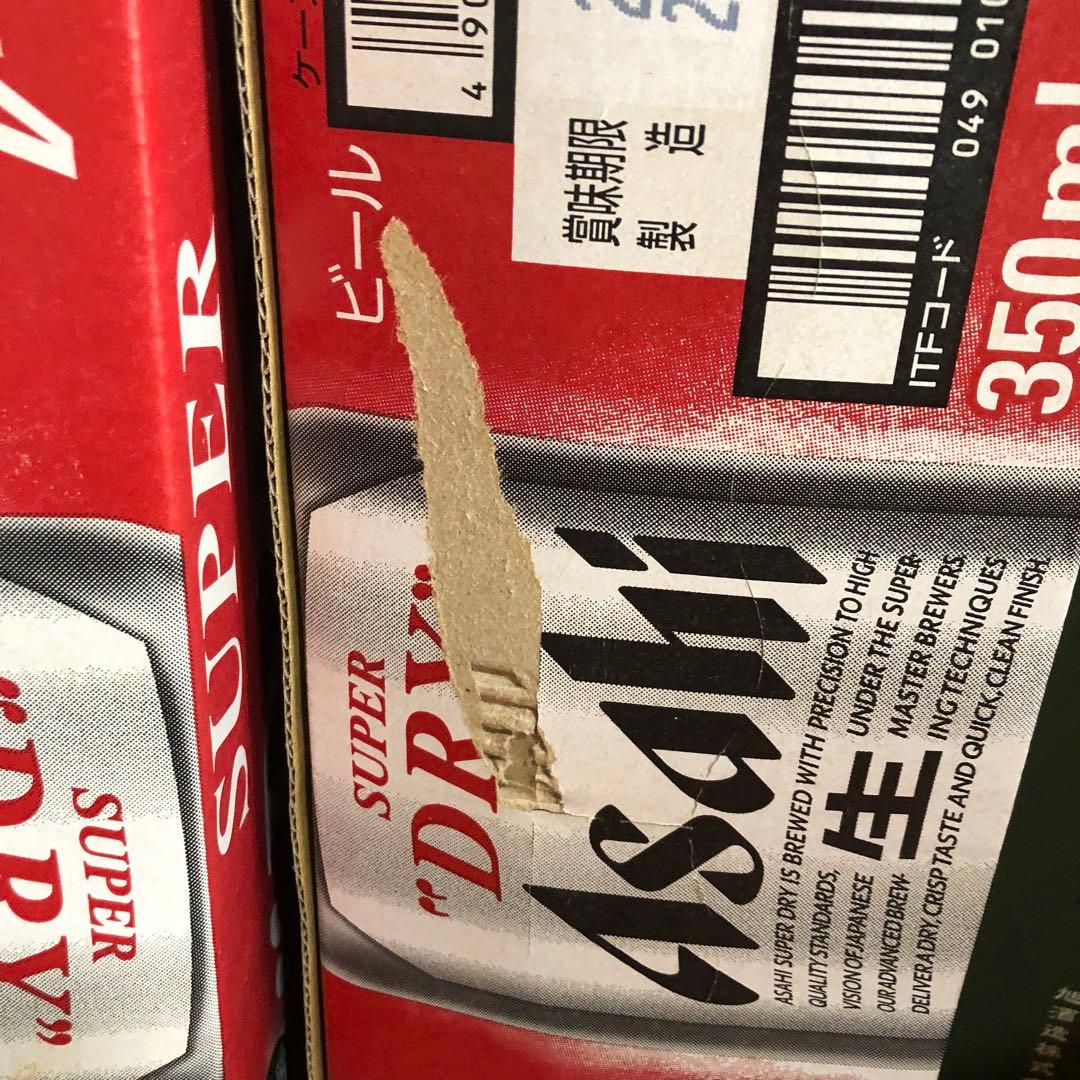 SUPER
SUPER
"DRY"
ビール
賞味期限
製 造
ITFコード
049 010
350ml
SUPER
"DRY"
Asahi
生
ASAHI SUPER DRY IS BREWED WITH PRECISION TO HIGH
QUALITY STANDARDS, UNDER THE SUPER
VISION OF JAPANESE MASTER BREWERS.
OUR ADVANCED BREW- ING TECHNIQUES
DELIVER A DRY, CRISP TASTE AND QUICK, CLEAN FINISH.